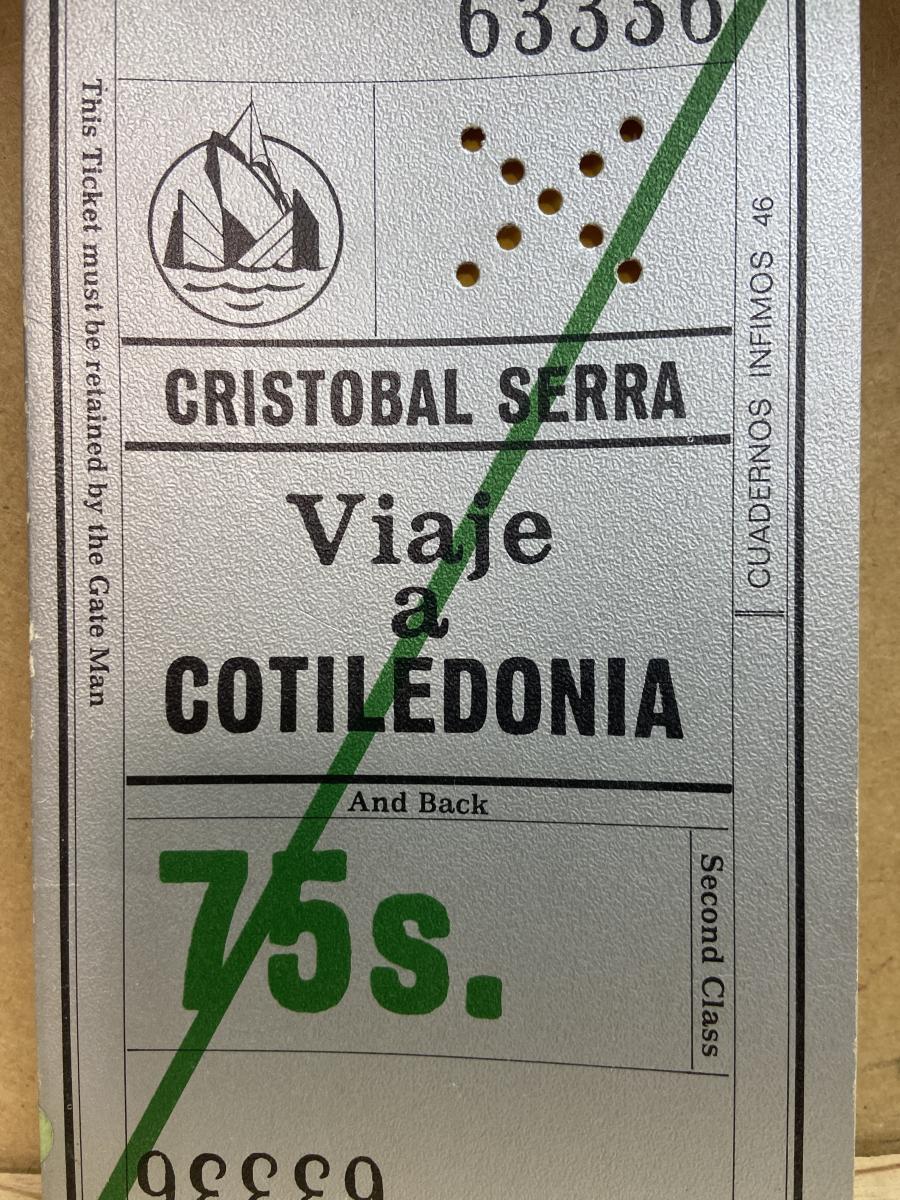 63336
This Ticket must be retained by the Gate Man
CRISTOBAL SERRA
Viaje
a
COTILEDONIA
CUADERNOS INFIMOS 46
And Back
75s.
Second Class
63336